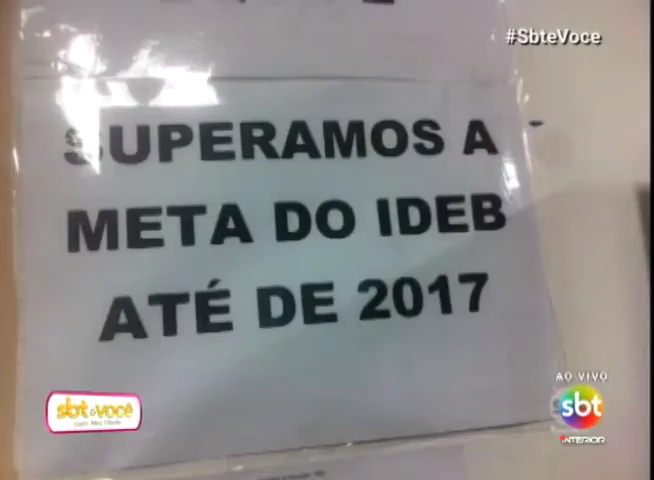 #SbteVoce
SUPERAMOS A
META DO IDEB
ATÉ DE 2017
AO VIVO
sbt e você
sbt
INTERIOR